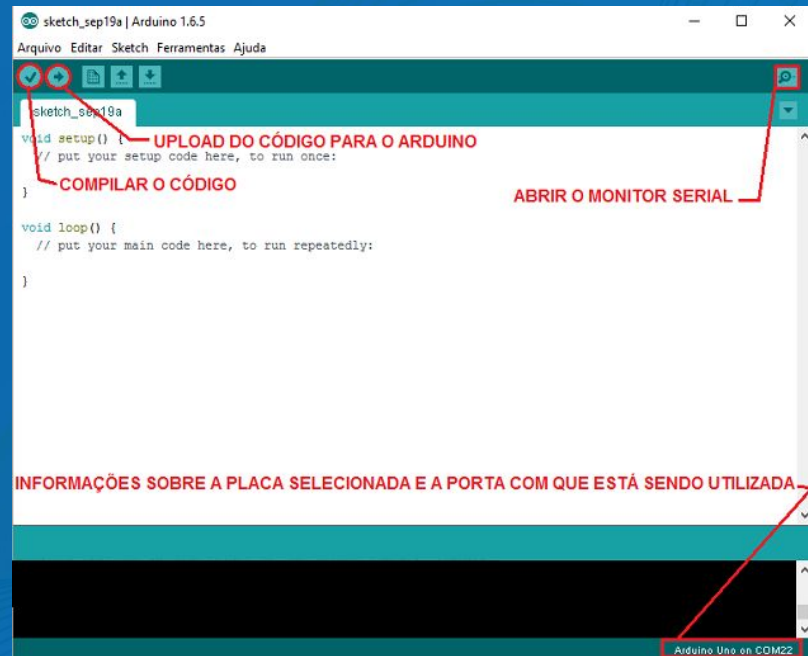 sketch_sep19a | Arduino 1.6.5
Arquivo Editar Sketch Ferramentas Ajuda
sketch_sep19a
void setup() {
UPLOAD DO CÓDIGO PARA O ARDUINO
// put your setup code here, to run once:
COMPILAR O CÓDIGO
}
ABRIR O MONITOR SERIAL
void loop() {
// put your main code here, to run repeatedly:
}
INFORMAÇÕES SOBRE A PLACA SELECIONADA E A PORTA COM QUE ESTÁ SENDO UTILIZADA
Arduino Uno on COM22